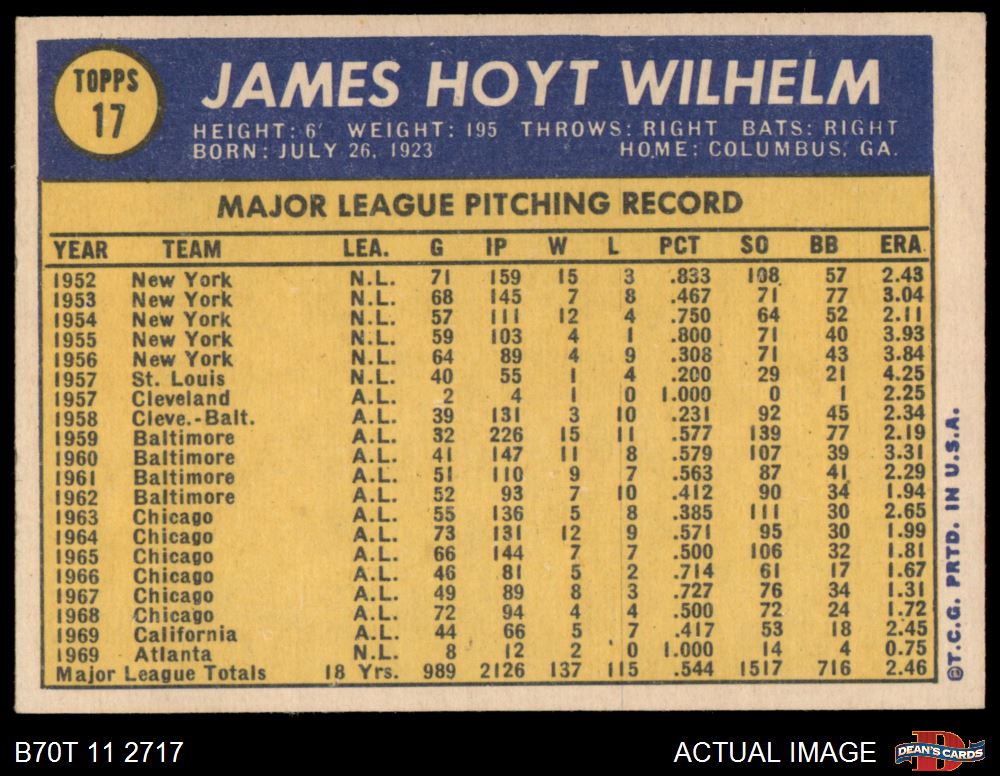 TOPPS
17
JAMES HOYT WILHELM
HEIGHT: 6' WEIGHT: 195 THROWS: RIGHT BATS: RIGHT
BORN: JULY 26, 1923 HOME: COLUMBUS, GA.
MAJOR LEAGUE PITCHING RECORD
YEAR TEAM LEA. G IP W L PCT SO BB ERA
1952 New York N.L. 71 159 15 3 .833 108 57 2.43
1953 New York N.L. 68 145 7 8 .467 71 77 3.04
1954 New York N.L. 57 111 12 4 .750 64 52 2.11
1955 New York N.L. 59 103 4 1 .800 71 40 3.93
1956 New York N.L. 64 89 4 9 .308 71 43 3.84
1957 St. Louis N.L. 40 55 1 4 .200 29 21 4.25
1957 Cleveland A.L. 2 4 1 0 1.000 0 1 2.25
1958 Cleve.-Balt. A.L. 39 131 3 10 .231 92 45 2.34
1959 Baltimore A.L. 32 226 15 11 .577 139 77 2.19
1960 Baltimore A.L. 41 147 11 8 .579 107 39 3.31
1961 Baltimore A.L. 51 110 9 7 .563 87 41 2.29
1962 Baltimore A.L. 52 93 7 10 .412 90 34 1.94
1963 Chicago A.L. 55 136 5 8 .385 111 30 2.65
1964 Chicago A.L. 73 131 12 9 .571 95 30 1.99
1965 Chicago A.L. 66 144 7 7 .500 106 32 1.81
1966 Chicago A.L. 46 81 5 2 .714 61 17 1.67
1967 Chicago A.L. 49 89 8 3 .727 76 34 1.31
1968 Chicago A.L. 72 94 4 4 .500 72 24 1.72
1969 California A.L. 44 66 5 7 .417 53 18 2.45
1969 Atlanta N.L. 8 12 2 0 1.000 14 4 0.75
Major League Totals 18 Yrs. 989 2126 137 115 .544 1517 716 2.46
©T.C.G. PRTD. IN U.S.A.
B70T 11 2717
ACTUAL IMAGE
D
DEAN'S CARDS